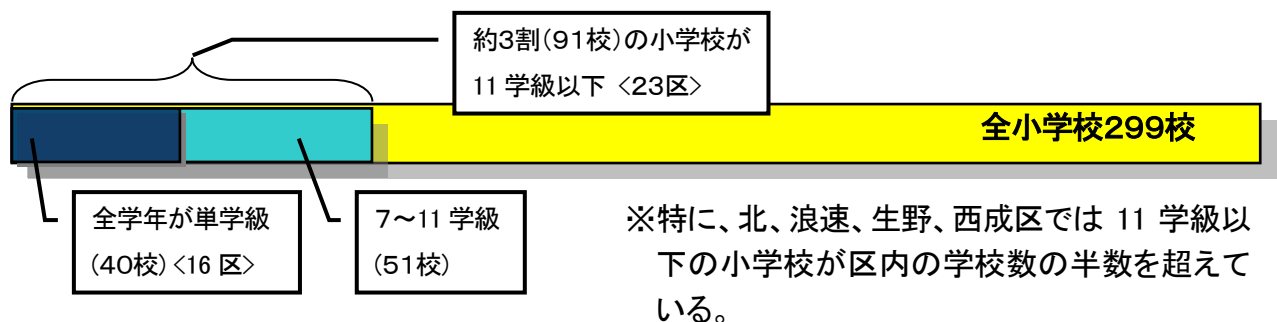 約3割(91校)の小学校が
11 学級以下 <23区>
全小学校299校
全学年が単学級
(40校)<16 区>
7~11 学級
(51校)
※特に、北、浪速、生野、西成区では 11 学級以
下の小学校が区内の学校数の半数を超えて
いる。